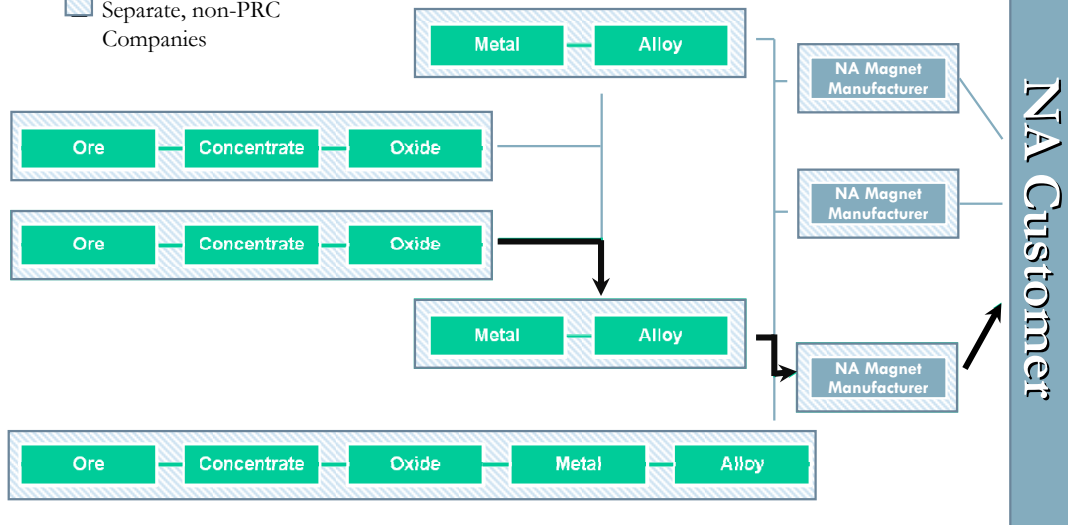 Separate, non-PRC
Companies
Metal
Alloy
NA Magnet
Manufacturer
Ore
Concentrate
Oxide
NA Magnet
Manufacturer
Ore
Concentrate
Oxide
Metal
Alloy
NA Magnet
Manufacturer
Ore
Concentrate
Oxide
Metal
Alloy
NA Customer